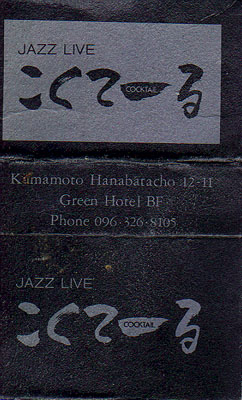 JAZZ LIVE
こくてーる
COCKTAIL
Kumamoto Hanabatacho 12-11
Green Hotel BF
Phone 096·326·8105
JAZZ LIVE
こくてーる
COCKTAIL